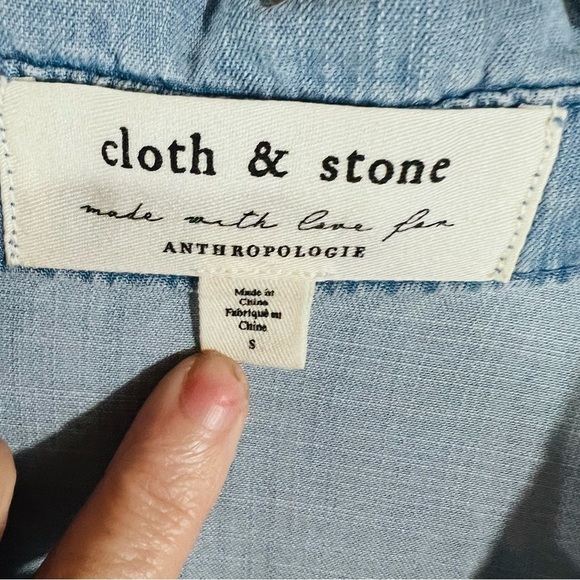 cloth & stone
made with love for
ANTHROPOLOGIE
Made in
China
Fabriqué en
Chine
S